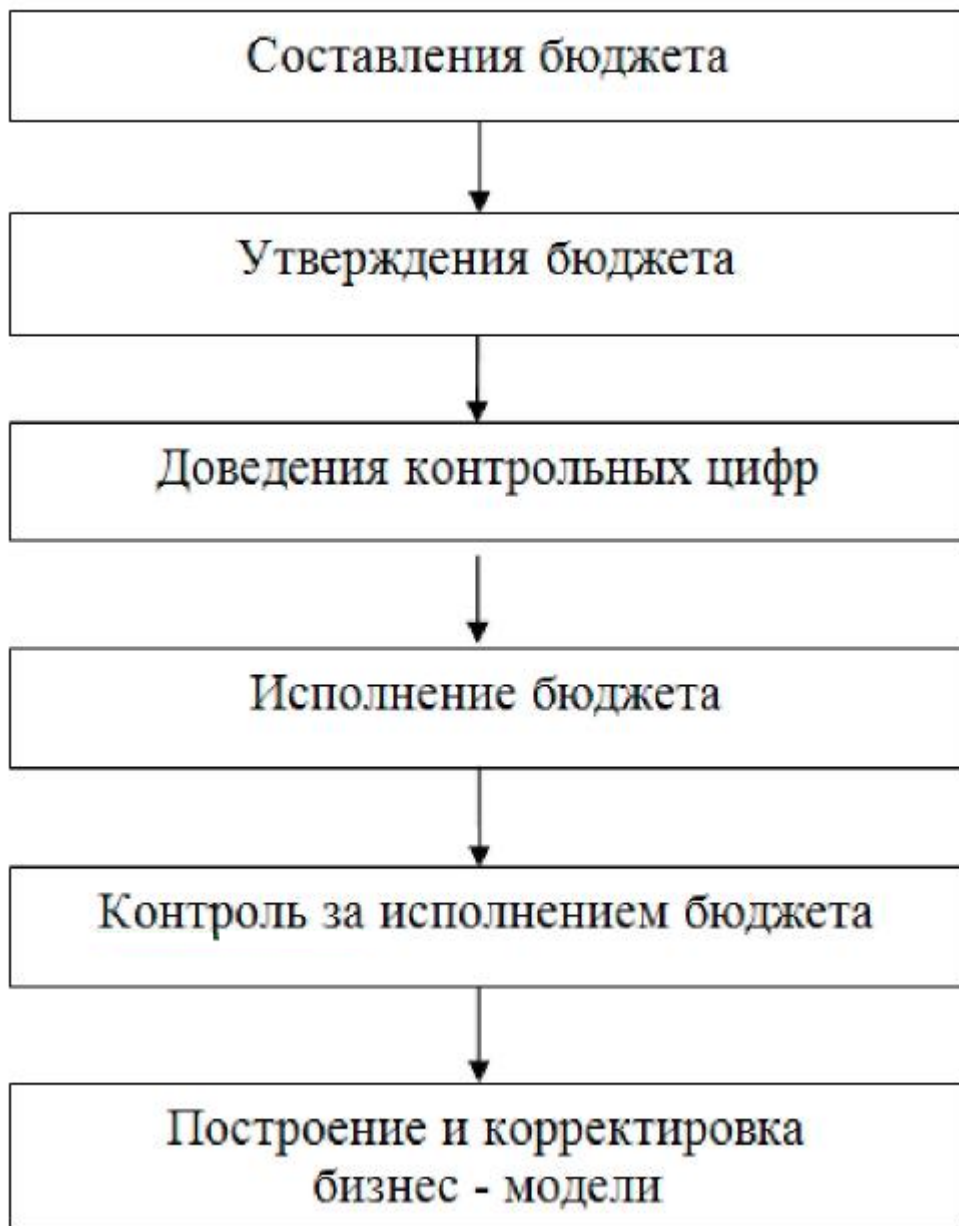 Составления бюджета
Утверждения бюджета
Доведения контрольных цифр
Исполнение бюджета
Контроль за исполнением бюджета
Построение и корректировка
бизнес - модели